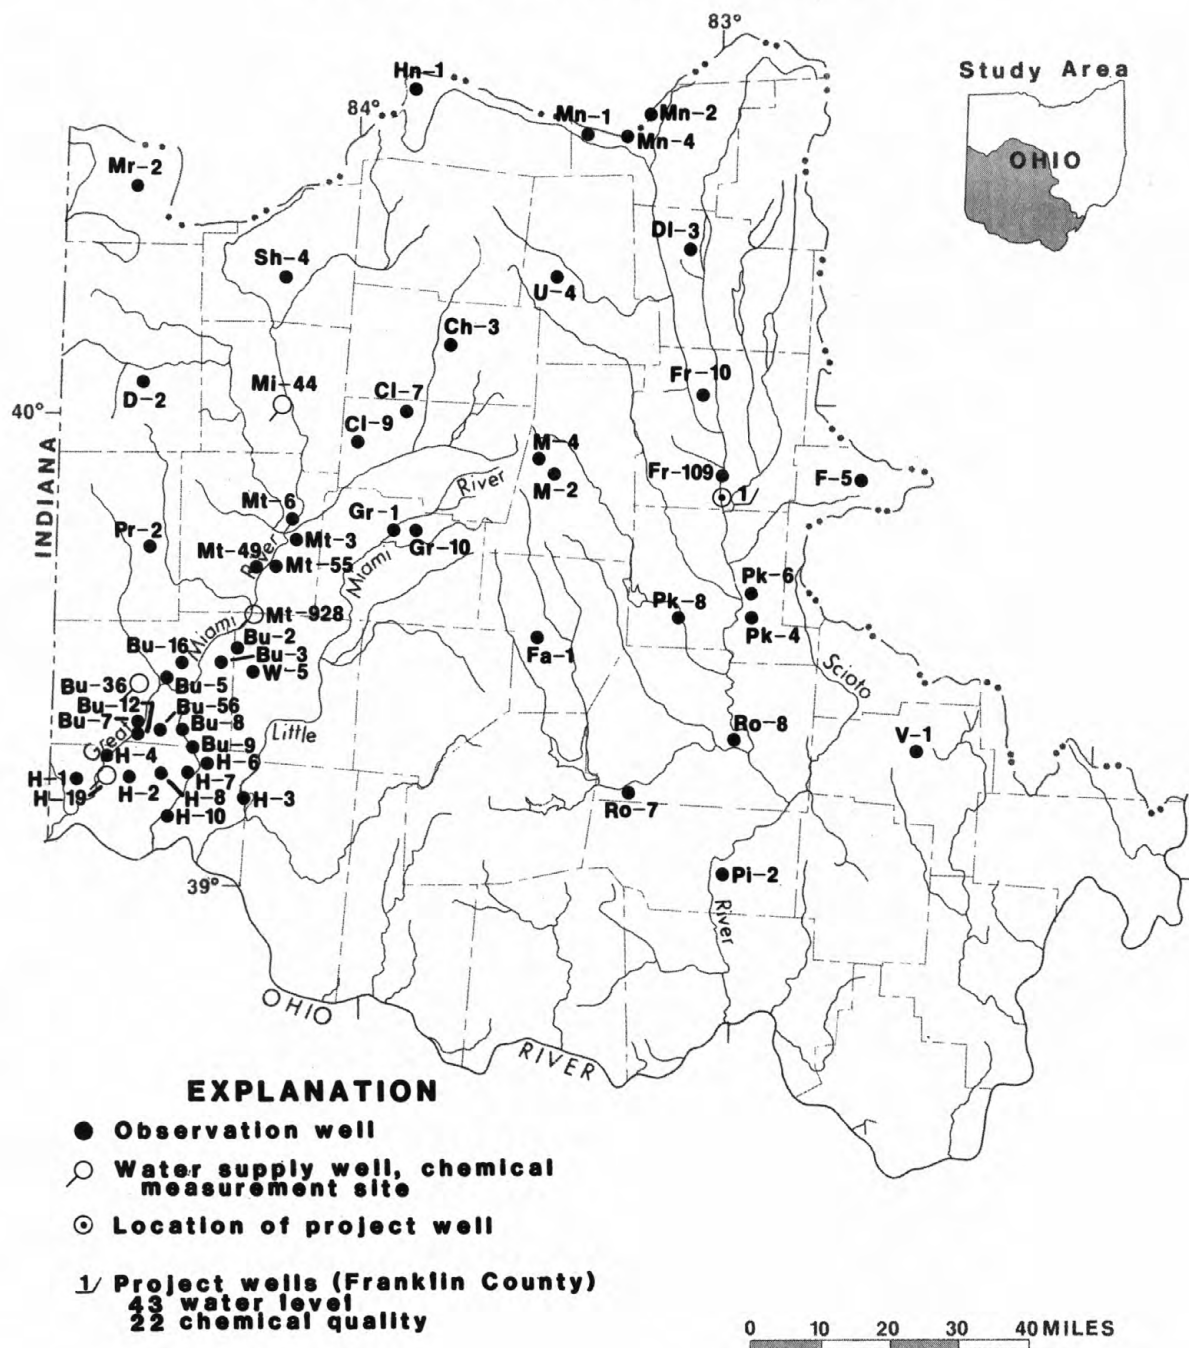 83°
Hn-1
Study Area
84°
Mn-1
Mn-2
Mn-4
OHIO
Mr-2
Dl-3
Sh-4
U-4
Ch-3
Fr-10
Mi-44
D-2
Cl-7
40°
Cl-9
M-4
INDIANA
River
M-2
Fr-109
F-5
1/
Mt-6
Gr-1
Pr-2
Mt-3
Gr-10
Mt-49
River
Mt-55
Miami
Pk-6
Pk-8
Mt-928
Pk-4
Miami
Bu-2
Bu-16
Bu-3
Fa-1
W-5
Scioto
Bu-36
Bu-5
Bu-12
Bu-56
Bu-7
Bu-8
Little
Ro-8
V-1
Great
Bu-9
H-4
H-6
H-1
H-7
H-19
H-2
H-8
H-3
H-10
Ro-7
39°
Pi-2
River
OHIO
RIVER
EXPLANATION
Observation well
Water supply well, chemical
measurement site
Location of project well
1/ Project wells (Franklin County)
43 water level
22 chemical quality
0 10 20 30 40 MILES